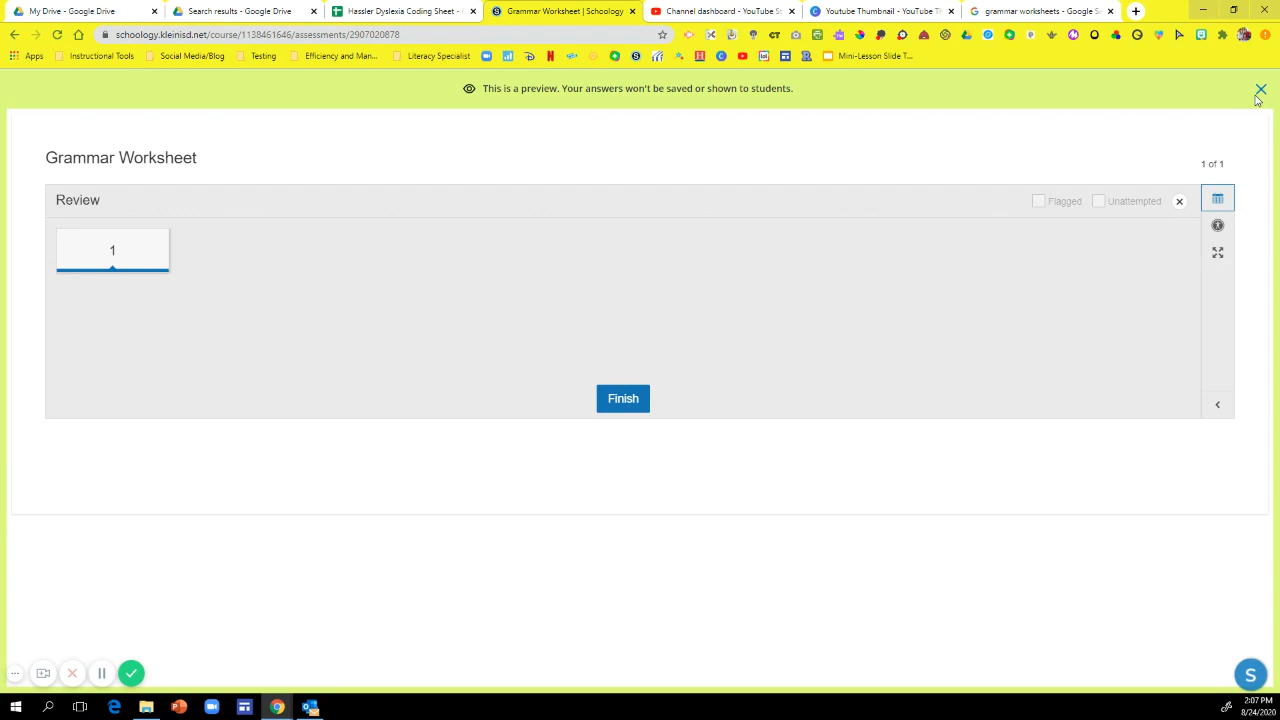 My Drive - Google Drive
Search results - Google Drive
Hassler Dyslexia Coding Sheet -
Grammar Worksheet | Schoology
Channel dashboard - YouTube St
Youtube Thumbnail - YouTube Th
grammar worksheets - Google Se
schoology.kleinisd.net/course/1138461646/assessments/2907020878
Apps
Instructional Tools
Social Media/Blog
Testing
Efficiency and Man...
Literacy Specialist
Mini-Lesson Slide T...
This is a preview. Your answers won't be saved or shown to students.
Grammar Worksheet
1 of 1
Review
Flagged
Unattempted
1
Finish
S
2:07 PM
8/24/2020